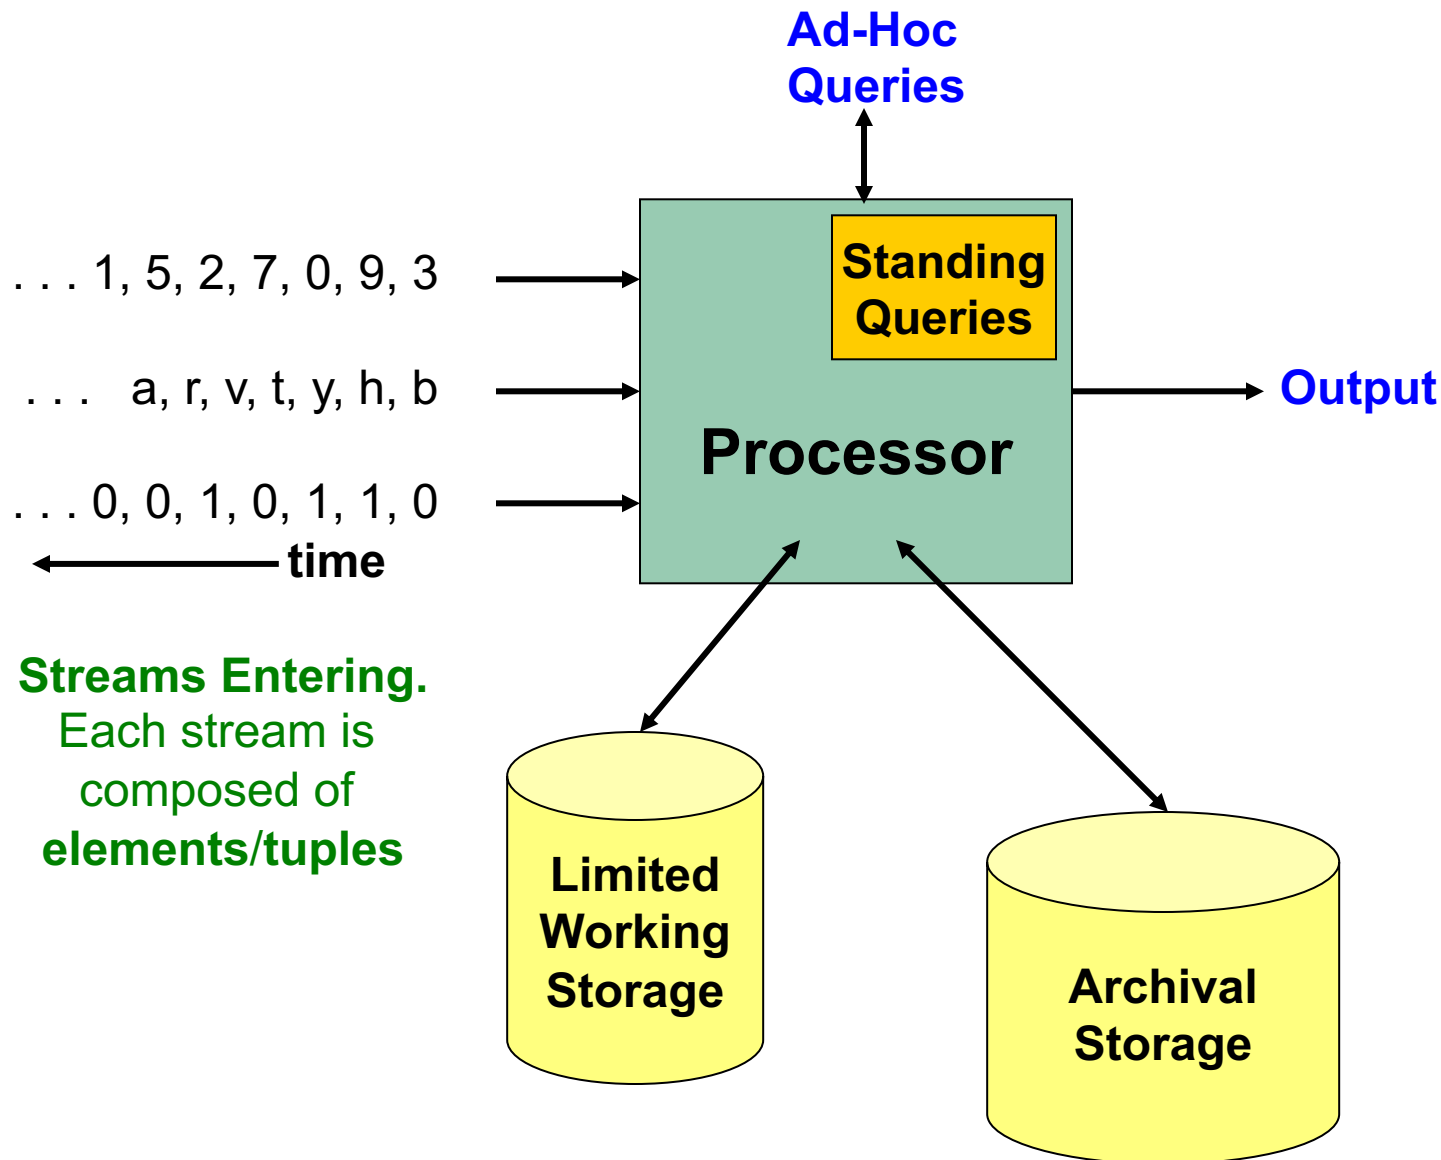 Ad-Hoc
Queries
. . . 1, 5, 2, 7, 0, 9, 3
Standing
Queries
. . . a, r, v, t, y, h, b
Output
Processor
. . . 0, 0, 1, 0, 1, 1, 0
time
Streams Entering.
Each stream is
composed of
elements/tuples
Limited
Working
Storage
Archival
Storage